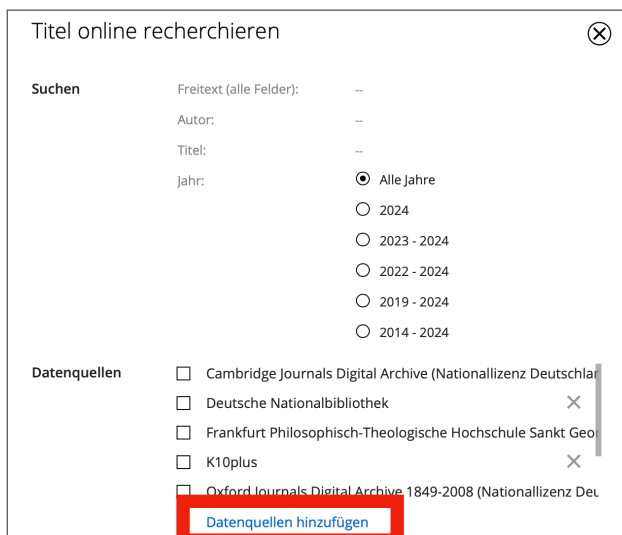 Titel online recherchieren
Suchen
Freitext (alle Felder): --
Autor: --
Titel: --
Jahr: Alle Jahre
2024
2023 - 2024
2022 - 2024
2019 - 2024
2014 - 2024
Datenquellen
Cambridge Journals Digital Archive (Nationallizenz Deutschlan
Deutsche Nationalbibliothek
Frankfurt Philosophisch-Theologische Hochschule Sankt Geor
K10plus
Oxford Journals Digital Archive 1849-2008 (Nationallizenz Deu
Datenquellen hinzufügen